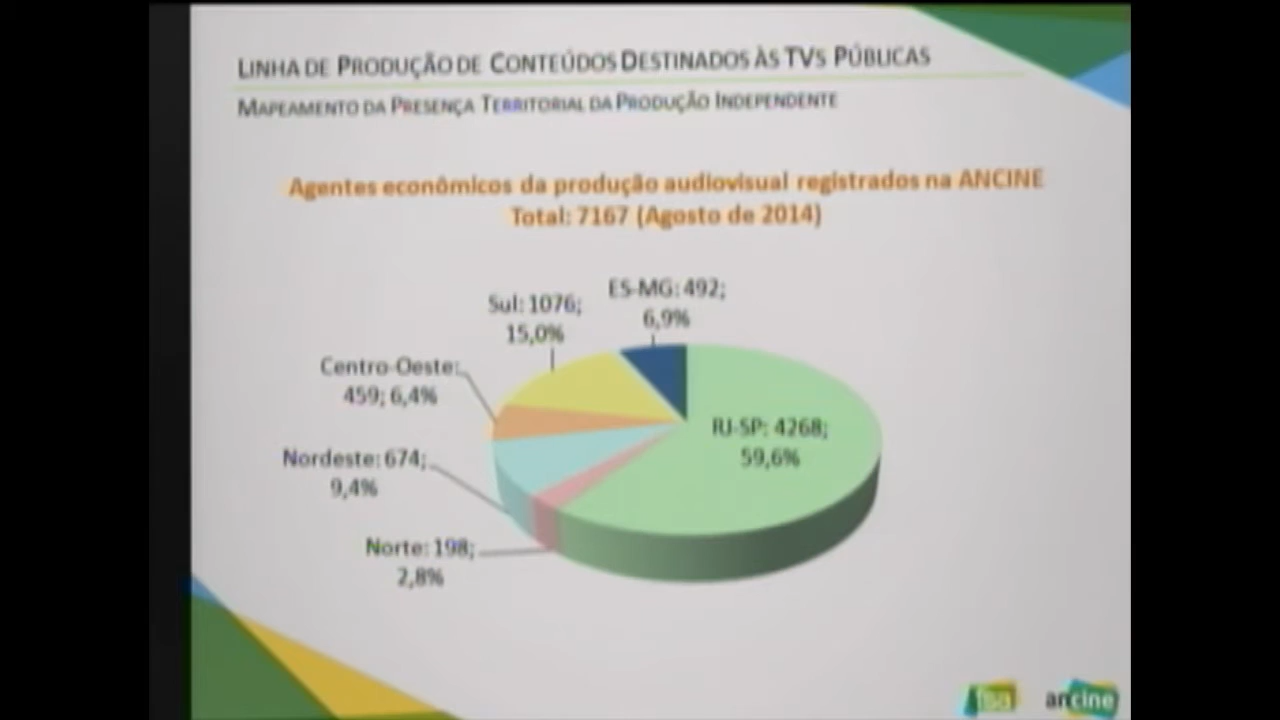 LINHA DE PRODUÇÃO DE CONTEÚDOS DESTINADOS ÀS TVS PÚBLICAS
MAPEAMENTO DA PRESENÇA TERRITORIAL DA PRODUÇÃO INDEPENDENTE
Agentes econômicos da produção audiovisual registrados na ANCINE
Total: 7167 (Agosto de 2014)
ES-MG: 492;
6,9%
Sul: 1076;
15,0%
Centro-Oeste:
459; 6,4%
RJ-SP: 4268;
59,6%
Nordeste: 674;
9,4%
Norte: 198;
2,8%
fsa
ancine